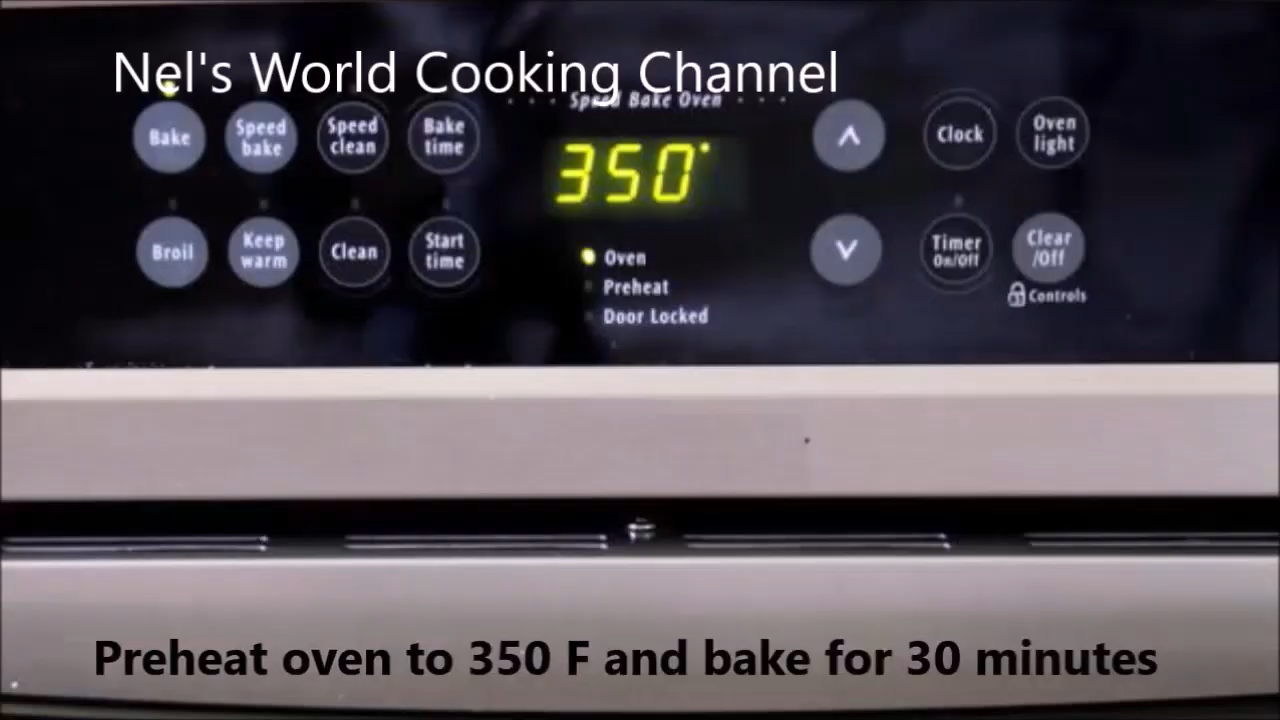 Nel's World Cooking Channel
Speed Bake Oven
Bake
Speed
bake
Speed
clean
Bake
time
350°
Clock
Oven
light
Broil
Keep
warm
Clean
Start
time
Oven
Preheat
Door Locked
Timer
On/Off
Clear
/Off
Controls
Preheat oven to 350 F and bake for 30 minutes